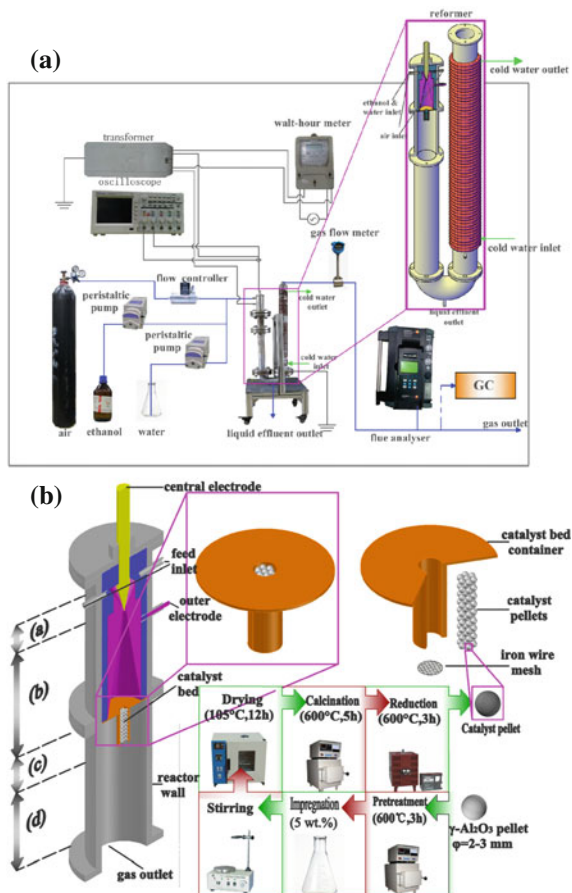 (a)
reformer
cold water outlet
ethanol &
water inlet
air inlet
cold water inlet
liquid effluent
outlet
walt-hour meter
transformer
oscilloscope
gas flow meter
flow controller
peristaltic
pump
peristaltic
pump
cold water
outlet
cold water
inlet
air
ethanol
water
liquid effluent outlet
flue analyser
GC
gas outlet
(b)
central electrode
feed
inlet
outer
electrode
catalyst
bed
reactor
wall
gas outlet
(a)
(b)
(c)
(d)
catalyst bed
container
catalyst
pellets
iron wire
mesh
Drying
(105°C,12h)
Calcination
(600°C,5h)
Reduction
(600°C,3h)
Catalyst pellet
Stirring
Impregnation
(5 wt.%)
Pretreatment
(600℃,3h)
γ-Al2O3 pellet
φ=2-3 mm